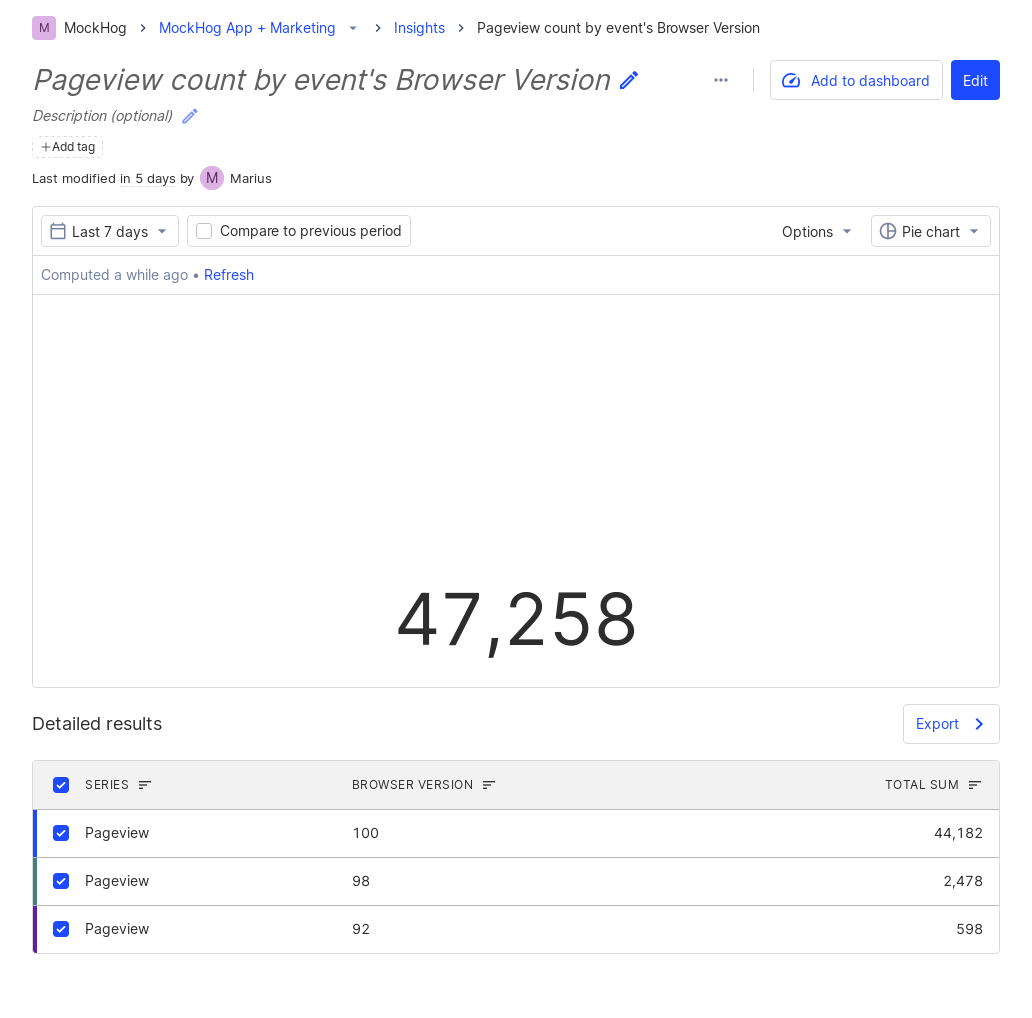 M MockHog MockHog App + Marketing Insights Pageview count by event's Browser Version
Pageview count by event's Browser Version
Add to dashboard Edit
Description (optional)
Add tag
Last modified in 5 days by M Marius
Last 7 days Compare to previous period Options Pie chart
Computed a while ago • Refresh
47,258
Detailed results Export
SERIES BROWSER VERSION TOTAL SUM
Pageview 100 44,182
Pageview 98 2,478
Pageview 92 598